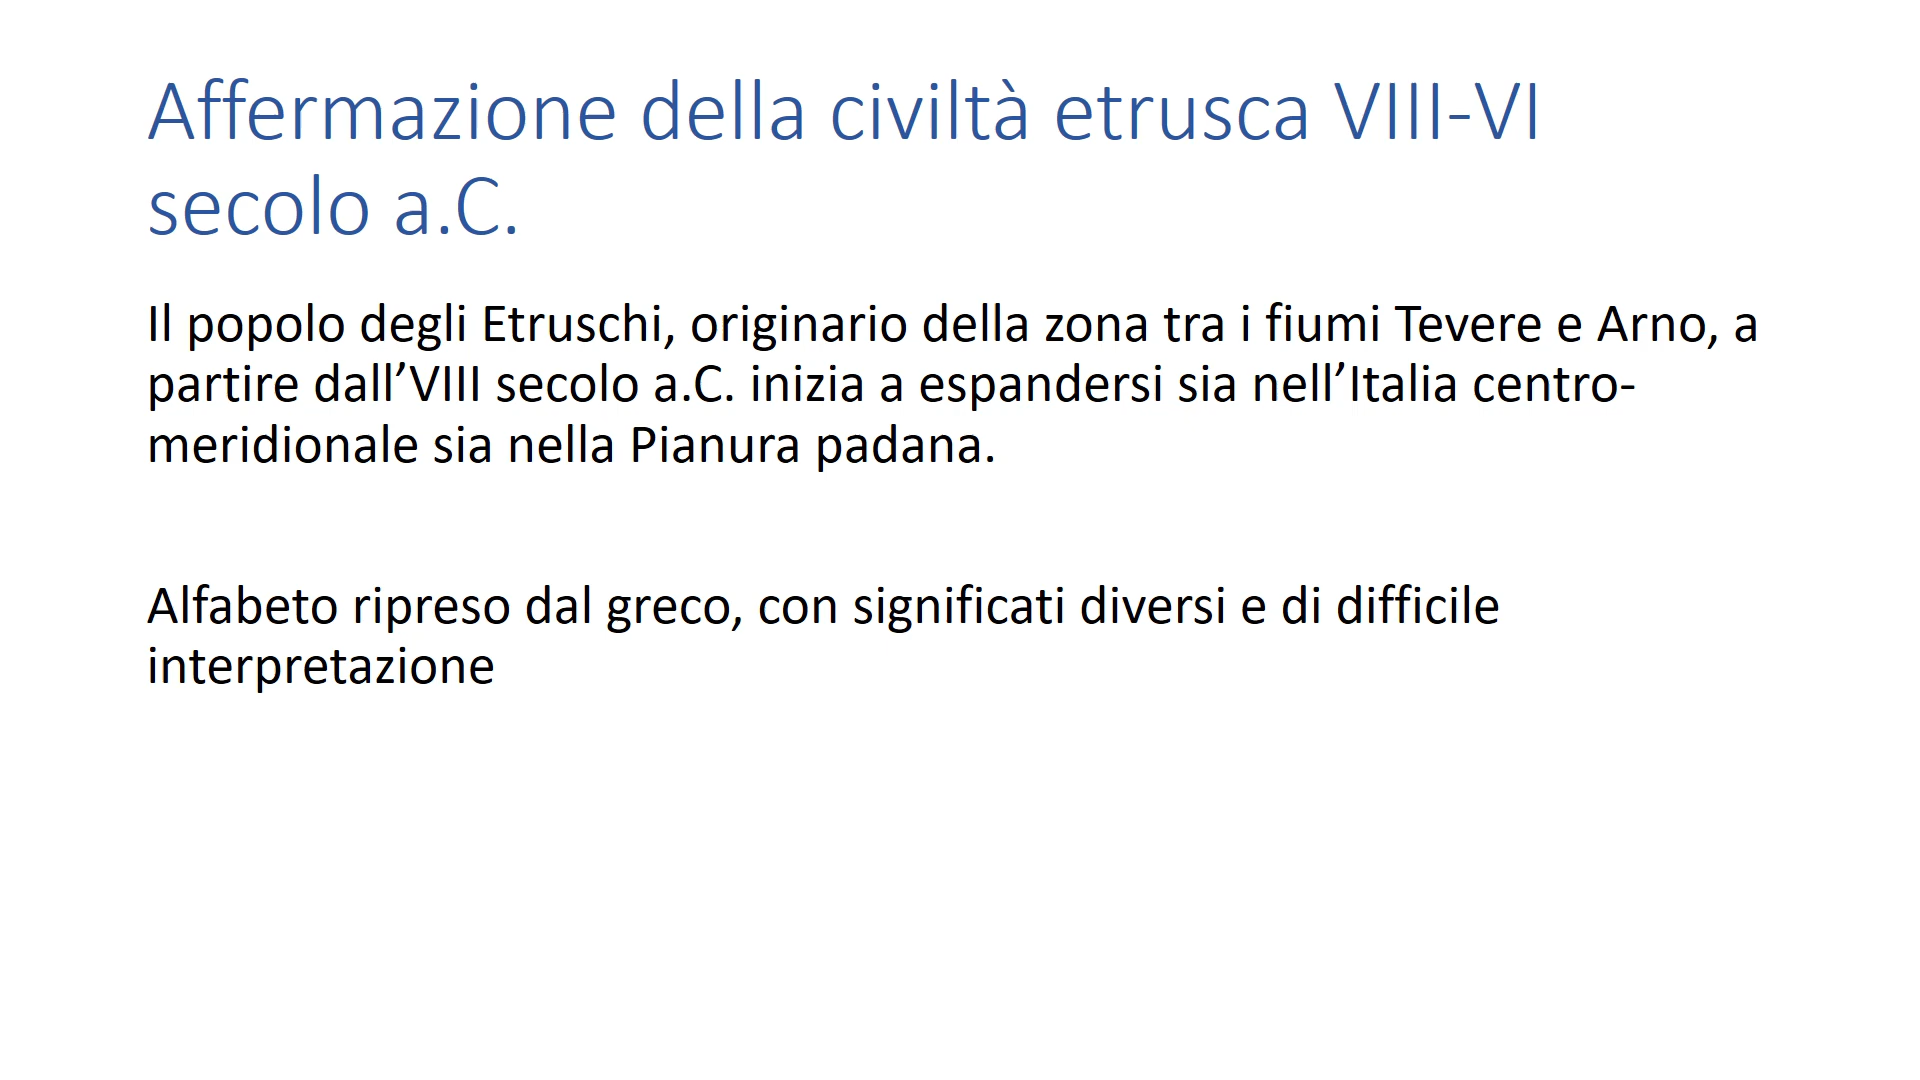 Affermazione della civiltà etrusca VIII-VI
secolo a.C.
Il popolo degli Etruschi, originario della zona tra i fiumi Tevere e Arno, a
partire dall’VIII secolo a.C. inizia a espandersi sia nell’Italia centro-
meridionale sia nella Pianura padana.
Alfabeto ripreso dal greco, con significati diversi e di difficile
interpretazione